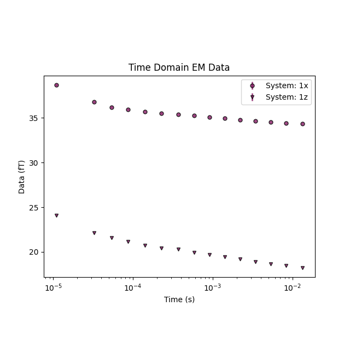 Time Domain EM Data
System: 1x
System: 1z
Data (fT)
35
30
25
20
10⁻⁵ 10⁻⁴ 10⁻³ 10⁻²
Time (s)